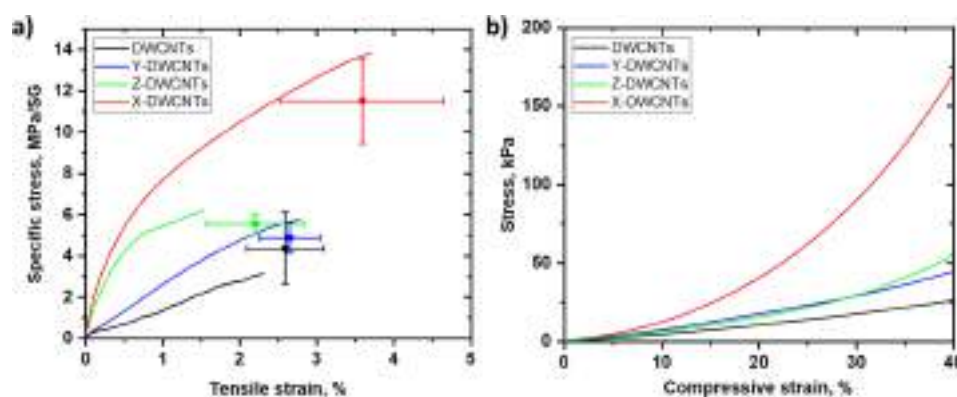 a)
DWCNTs
Y-DWCNTs
Z-DWCNTs
X-DWCNTs
Specific stress, MPa/SG
14
12
10
8
6
4
2
0
0 1 2 3 4 5
Tensile strain, %
b)
DWCNTs
Y-DWCNTs
Z-DWCNTs
X-DWCNTs
Stress, kPa
200
150
100
50
0
0 10 20 30 40
Compressive strain, %